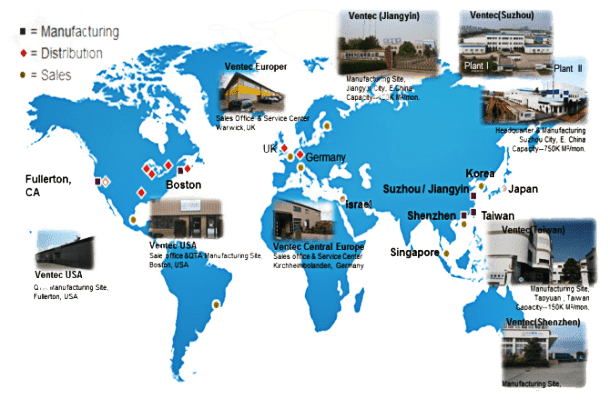 ■ = Manufacturing
◆ = Distribution
● = Sales
Ventec (Jiangyin)
Manufacturing Site,
Jiangyin City, E.China
M²/mon.
Ventec(Suzhou)
Plant I
Plant II
Headquater & Manufacturing
Suzhou City, E. China
Capacity---750K M²/mon.
Ventec Europer
Sales Office & Service Center
Warwick,UK
UK
Germany
Fullerton,
CA
Boston
Israel
Korea
Japan
Suzhou / Jiangyin
Shenzhen
Taiwan
Singapore
Ventec USA
Manufacturing Site,
Fullerton, USA
Ventec USA
Sale office &QTA Manufacturing Site,
Boston, USA
Ventec Central Europe
Sales office & Service Center
Kirchheimbolanden, Germany
Ventec(Taiwan)
Manufacturing Site,
Taoyuan , Taiwan
Capacity---150K M²/mon.
Ventec(Shenzhen)
Manufacturing Site,